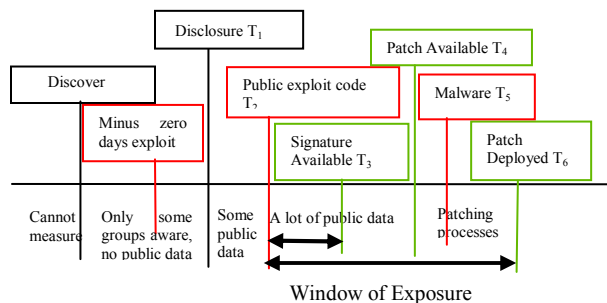 Disclosure T1
Patch Available T4
Discover
Public exploit code
T2
Malware T5
Minus zero
days exploit
Signature
Available T3
Patch
Deployed T6
Cannot
measure
Only some
groups aware,
no public data
Some
public
data
A lot of public data
Patching
processes
Window of Exposure